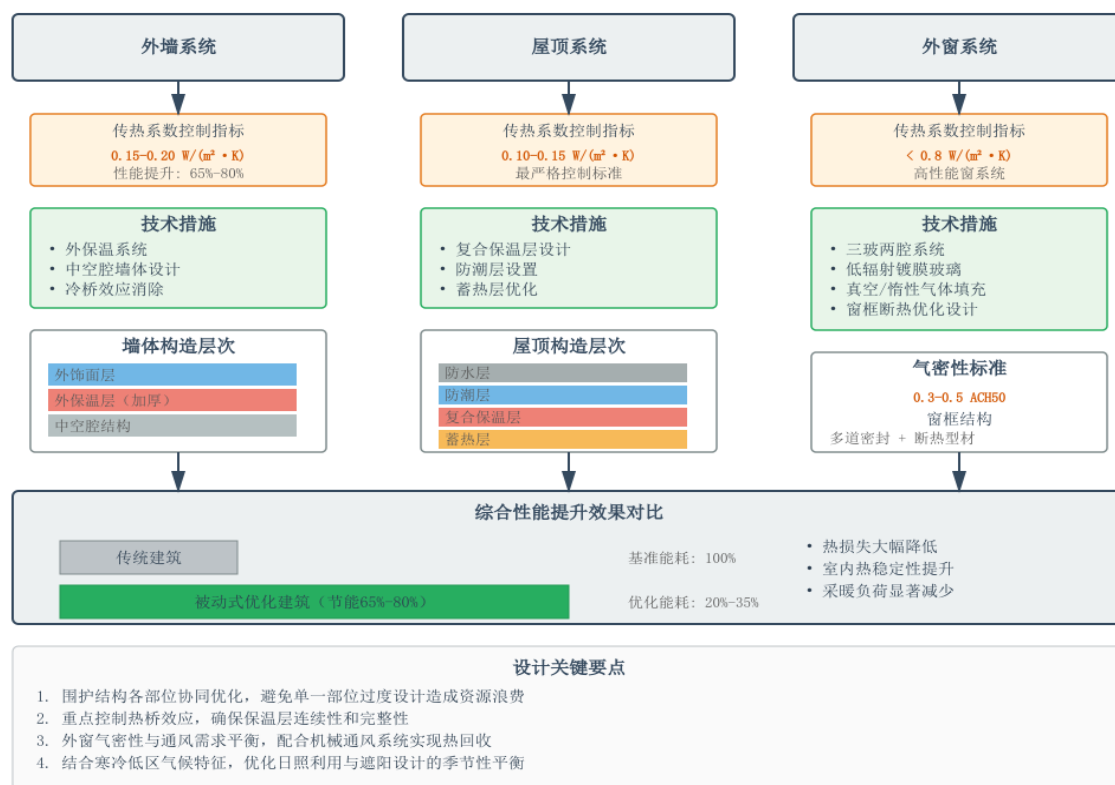 外墙系统
传热系数控制指标
0.15-0.20 W/(m²·K)
性能提升: 65%-80%
技术措施
• 外保温系统
• 中空腔墙体设计
• 冷桥效应消除
墙体构造层次
外饰面层
外保温层（加厚）
中空腔结构
屋顶系统
传热系数控制指标
0.10-0.15 W/(m²·K)
最严格控制标准
技术措施
• 复合保温层设计
• 防潮层设置
• 蓄热层优化
屋顶构造层次
防水层
防潮层
复合保温层
蓄热层
外窗系统
传热系数控制指标
< 0.8 W/(m²·K)
高性能窗系统
技术措施
• 三玻两腔系统
• 低辐射镀膜玻璃
• 真空/惰性气体填充
• 窗框断热优化设计
气密性标准
0.3-0.5 ACH50
窗框结构
多道密封 + 断热型材
综合性能提升效果对比
传统建筑
基准能耗: 100%
被动式优化建筑（节能65%-80%）
优化能耗: 20%-35%
• 热损失大幅降低
• 室内热稳定性提升
• 采暖负荷显著减少
设计关键要点
1. 围护结构各部位协同优化，避免单一部位过度设计造成资源浪费
2. 重点控制热桥效应，确保保温层连续性和完整性
3. 外窗气密性与通风需求平衡，配合机械通风系统实现热回收
4. 结合寒冷低区气候特征，优化日照利用与遮阳设计的季节性平衡